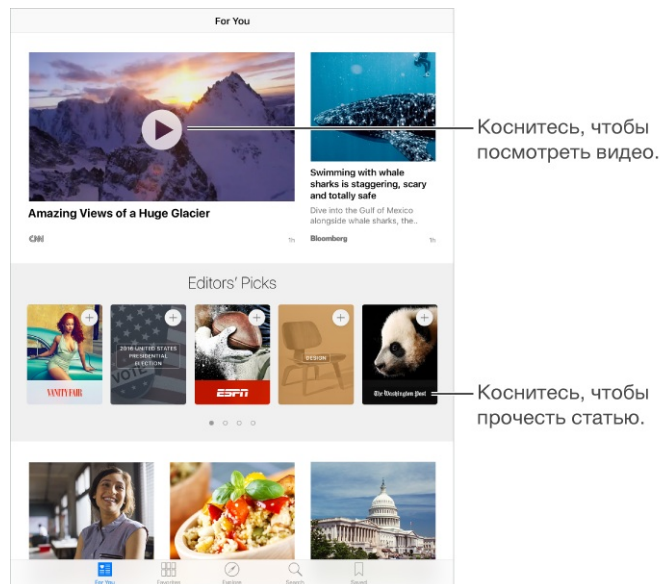 For You
Коснитесь, чтобы
посмотреть видео.
Amazing Views of a Huge Glacier
CNN
1h
Swimming with whale
sharks is staggering, scary
and totally safe
Dive into the Gulf of Mexico
alongside whale sharks, the..
Bloomberg
1h
Editors' Picks
VANITY FAIR
2016 UNITED STATES
PRESIDENTIAL
ELECTION
VOTE
ESPN
DESIGN
The Washington Post
Коснитесь, чтобы
прочесть статью.
For You
Favorites
Explore
Search
Saved